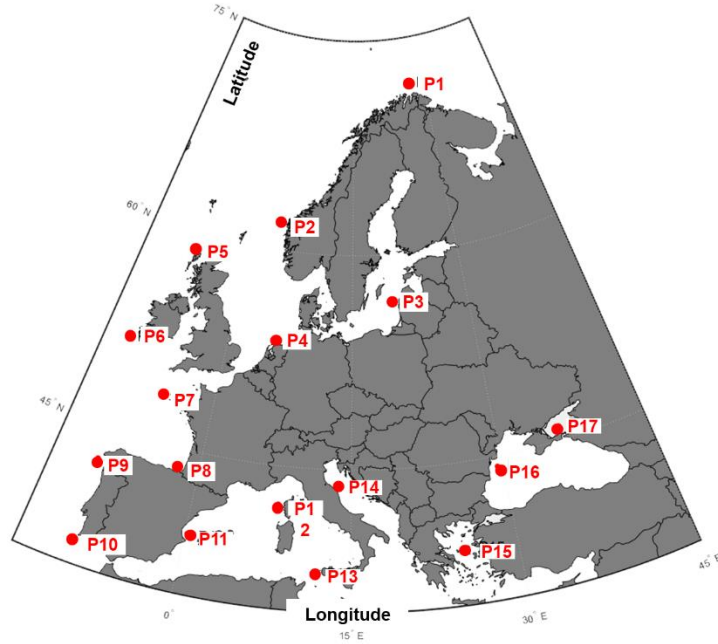 75° N
Latitude
P1
60° N
P2
P5
P3
P6
P4
45° N
P7
P17
P9
P8
P16
P14
P1
2
P10
P11
P15
P13
Longitude
0°
15° E
30° E
45° E